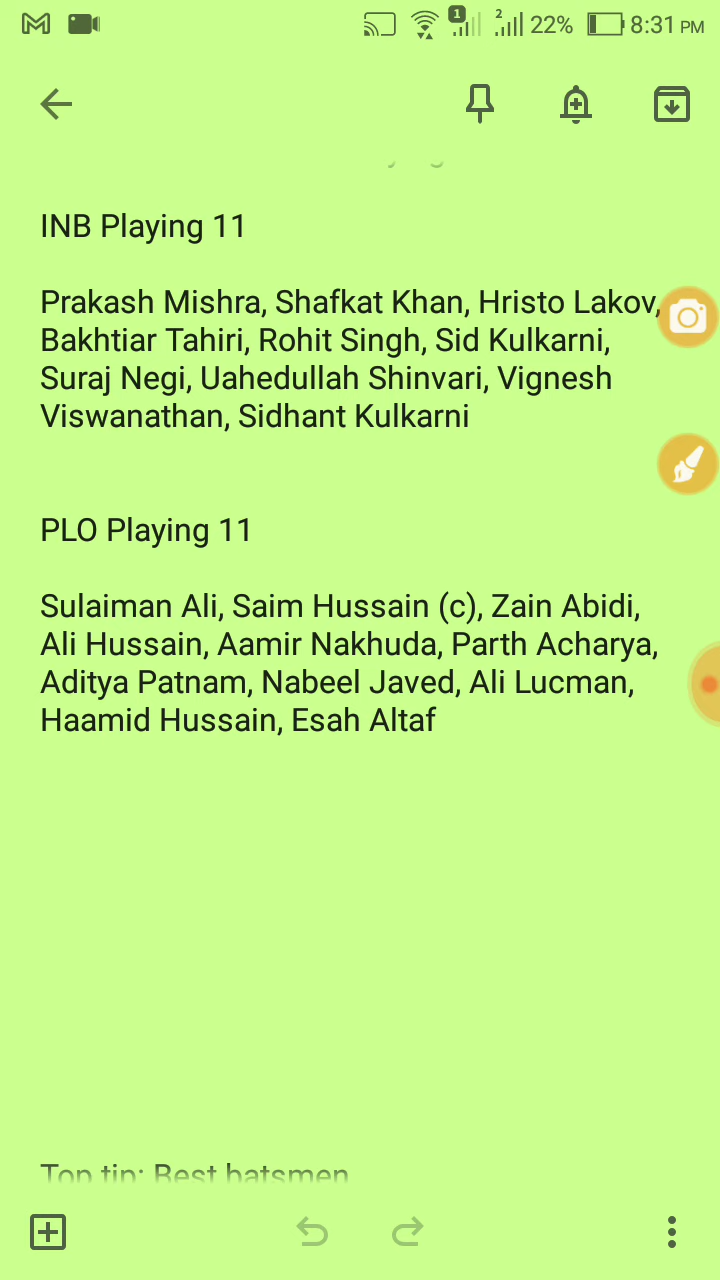 1 2 22% 8:31 PM
INB Playing 11
Prakash Mishra, Shafkat Khan, Hristo Lakov,
Bakhtiar Tahiri, Rohit Singh, Sid Kulkarni,
Suraj Negi, Uahedullah Shinvari, Vignesh
Viswanathan, Sidhant Kulkarni
PLO Playing 11
Sulaiman Ali, Saim Hussain (c), Zain Abidi,
Ali Hussain, Aamir Nakhuda, Parth Acharya,
Aditya Patnam, Nabeel Javed, Ali Lucman,
Haamid Hussain, Esah Altaf
Top tip: Best batsmen